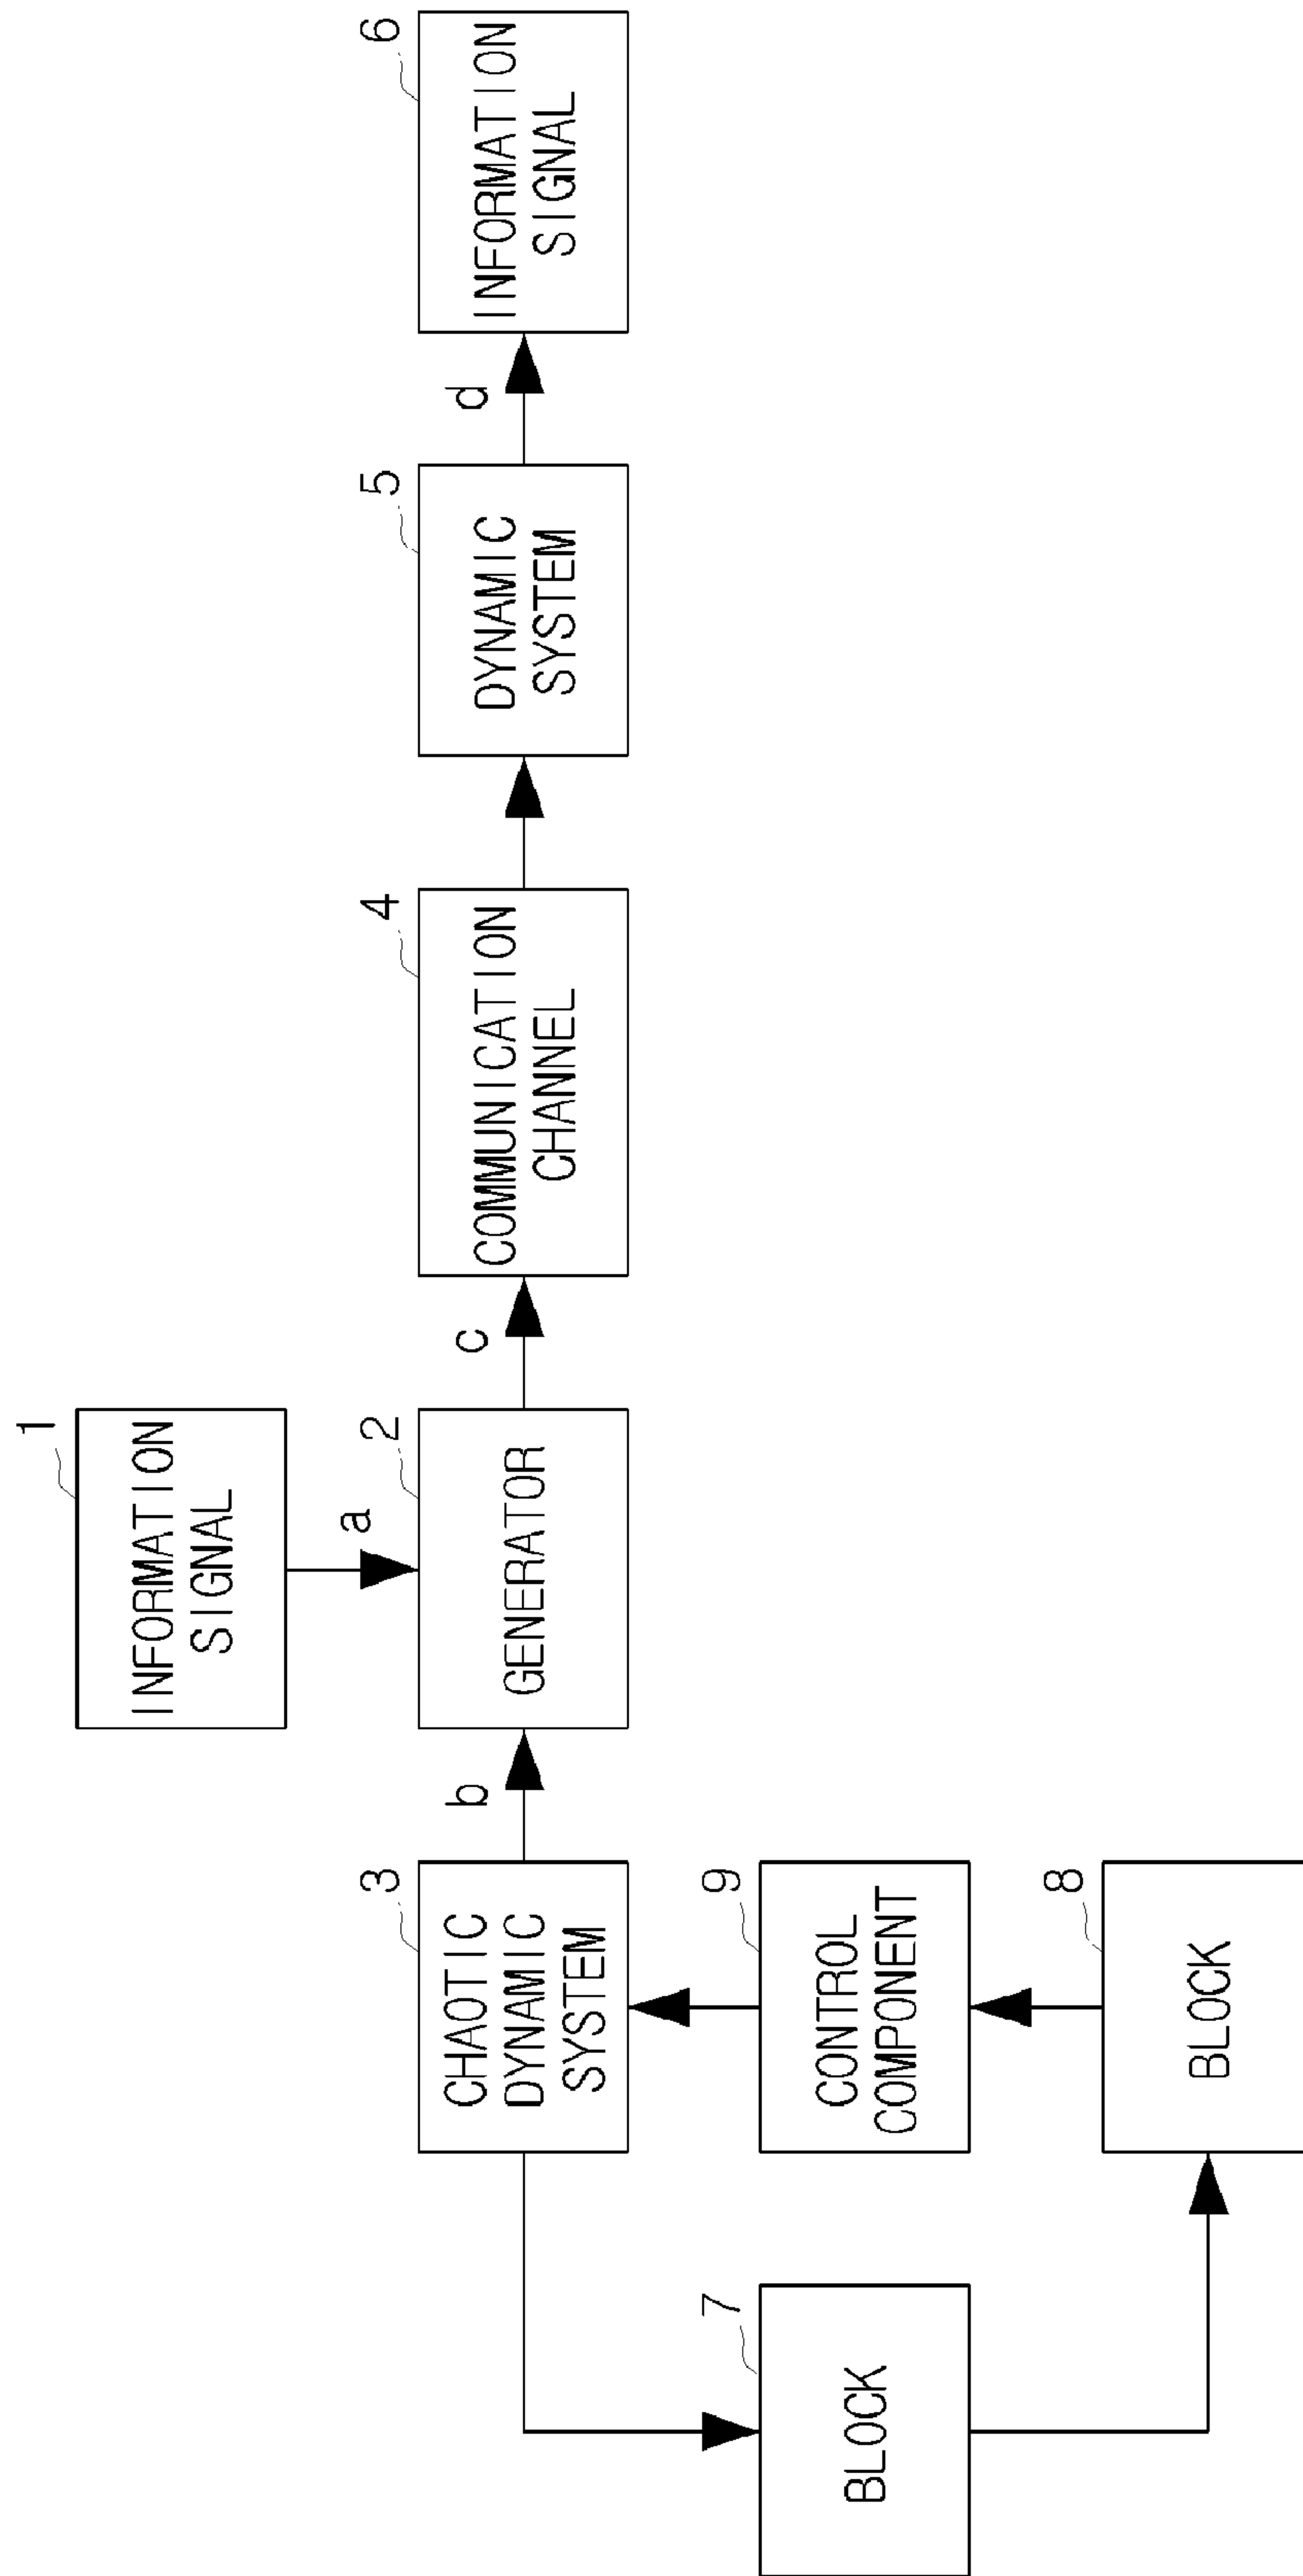 1
INFORMATION
SIGNAL
a
3
CHAOTIC
DYNAMIC
SYSTEM
b
2
GENERATOR
c
4
COMMUNICATION
CHANNEL
5
DYNAMIC
SYSTEM
d
6
INFORMATION
SIGNAL
7
BLOCK
9
CONTROL
COMPONENT
8
BLOCK